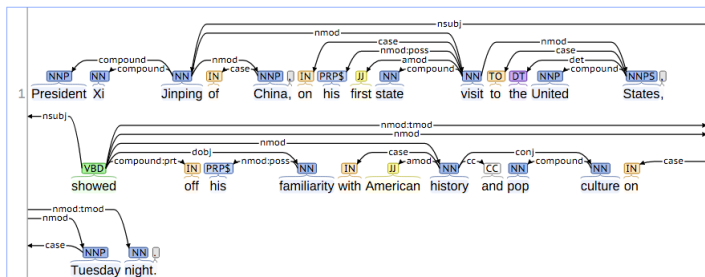 nsubj
nmod
compound compound nmod case case nmod:poss amod compound nmod case det compound
NNP NN NN IN NNP , IN PRP$ JJ NN NN TO DT NNP NNPS ,
1 President Xi Jinping of China, on his first state visit to the United States,
nsubj nmod:tmod
nmod
nmod
dobj case conj
compound:prt nmod:poss amod cc compound case
VBD IN PRP$ NN IN JJ NN CC NN NN IN
showed off his familiarity with American history and pop culture on
nmod:tmod
nmod
case NNP NN .
Tuesday night.